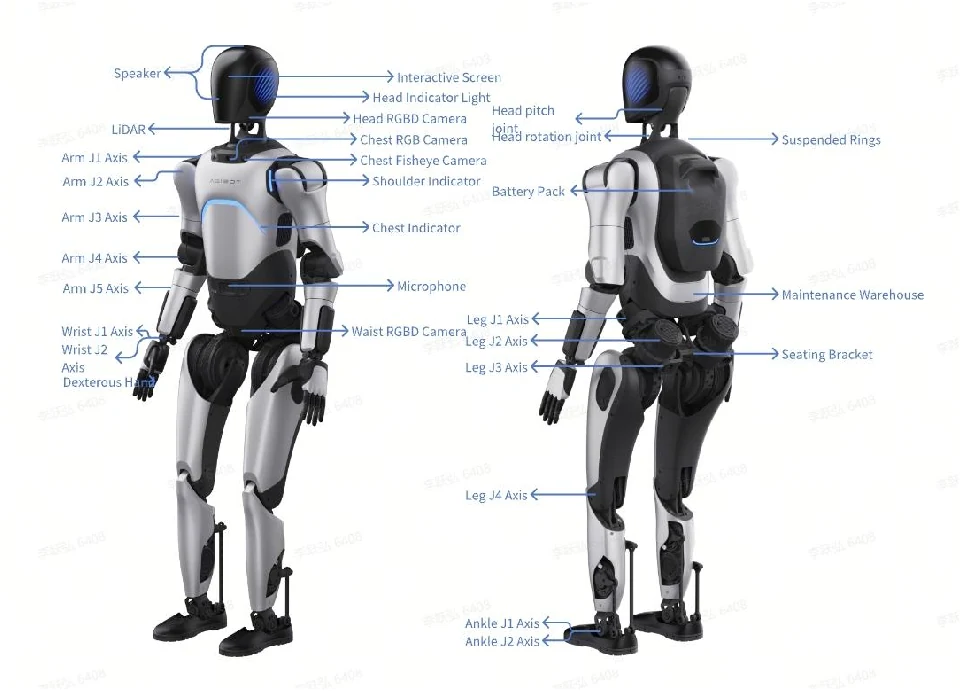 Speaker
Interactive Screen
Head Indicator Light
Head RGBD Camera
LiDAR
Chest RGB Camera
Arm J1 Axis
Chest Fisheye Camera
Arm J2 Axis
Shoulder Indicator
AGIBOT
Arm J3 Axis
Chest Indicator
Arm J4 Axis
Arm J5 Axis
Microphone
Wrist J1 Axis
Waist RGBD Camera
Wrist J2
Axis
Dexterous Hand
Head pitch
joint
Head rotation joint
Suspended Rings
Battery Pack
Maintenance Warehouse
Leg J1 Axis
Leg J2 Axis
Seating Bracket
Leg J3 Axis
Leg J4 Axis
Ankle J1 Axis
Ankle J2 Axis